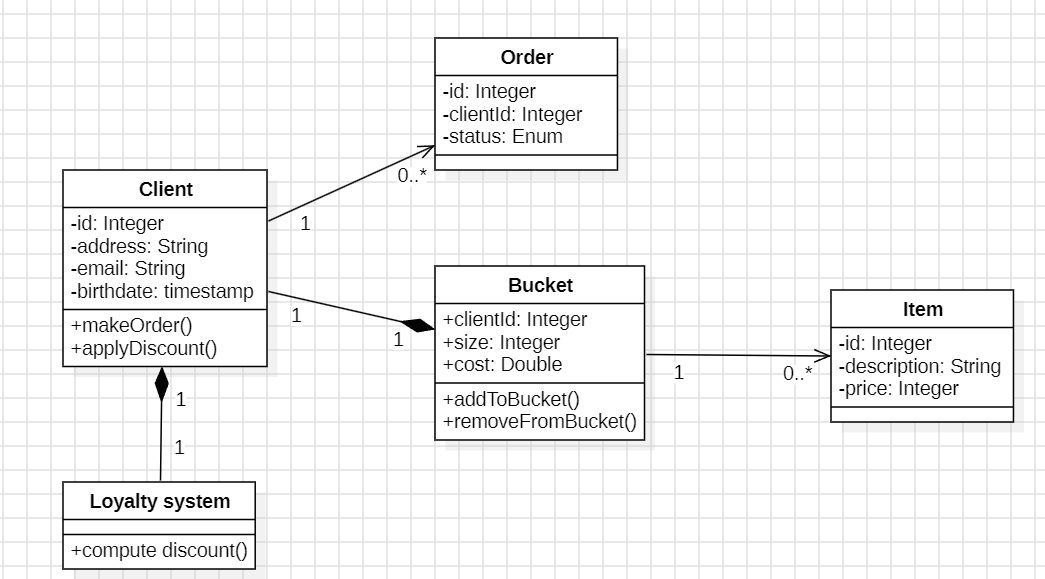 Order
-id: Integer
-clientId: Integer
-status: Enum
0..*
1
Client
-id: Integer
-address: String
-email: String
-birthdate: timestamp
+makeOrder()
+applyDiscount()
1
1
Bucket
+clientId: Integer
+size: Integer
+cost: Double
+addToBucket()
+removeFromBucket()
1
0..*
Item
-id: Integer
-description: String
-price: Integer
1
1
Loyalty system
+compute discount()